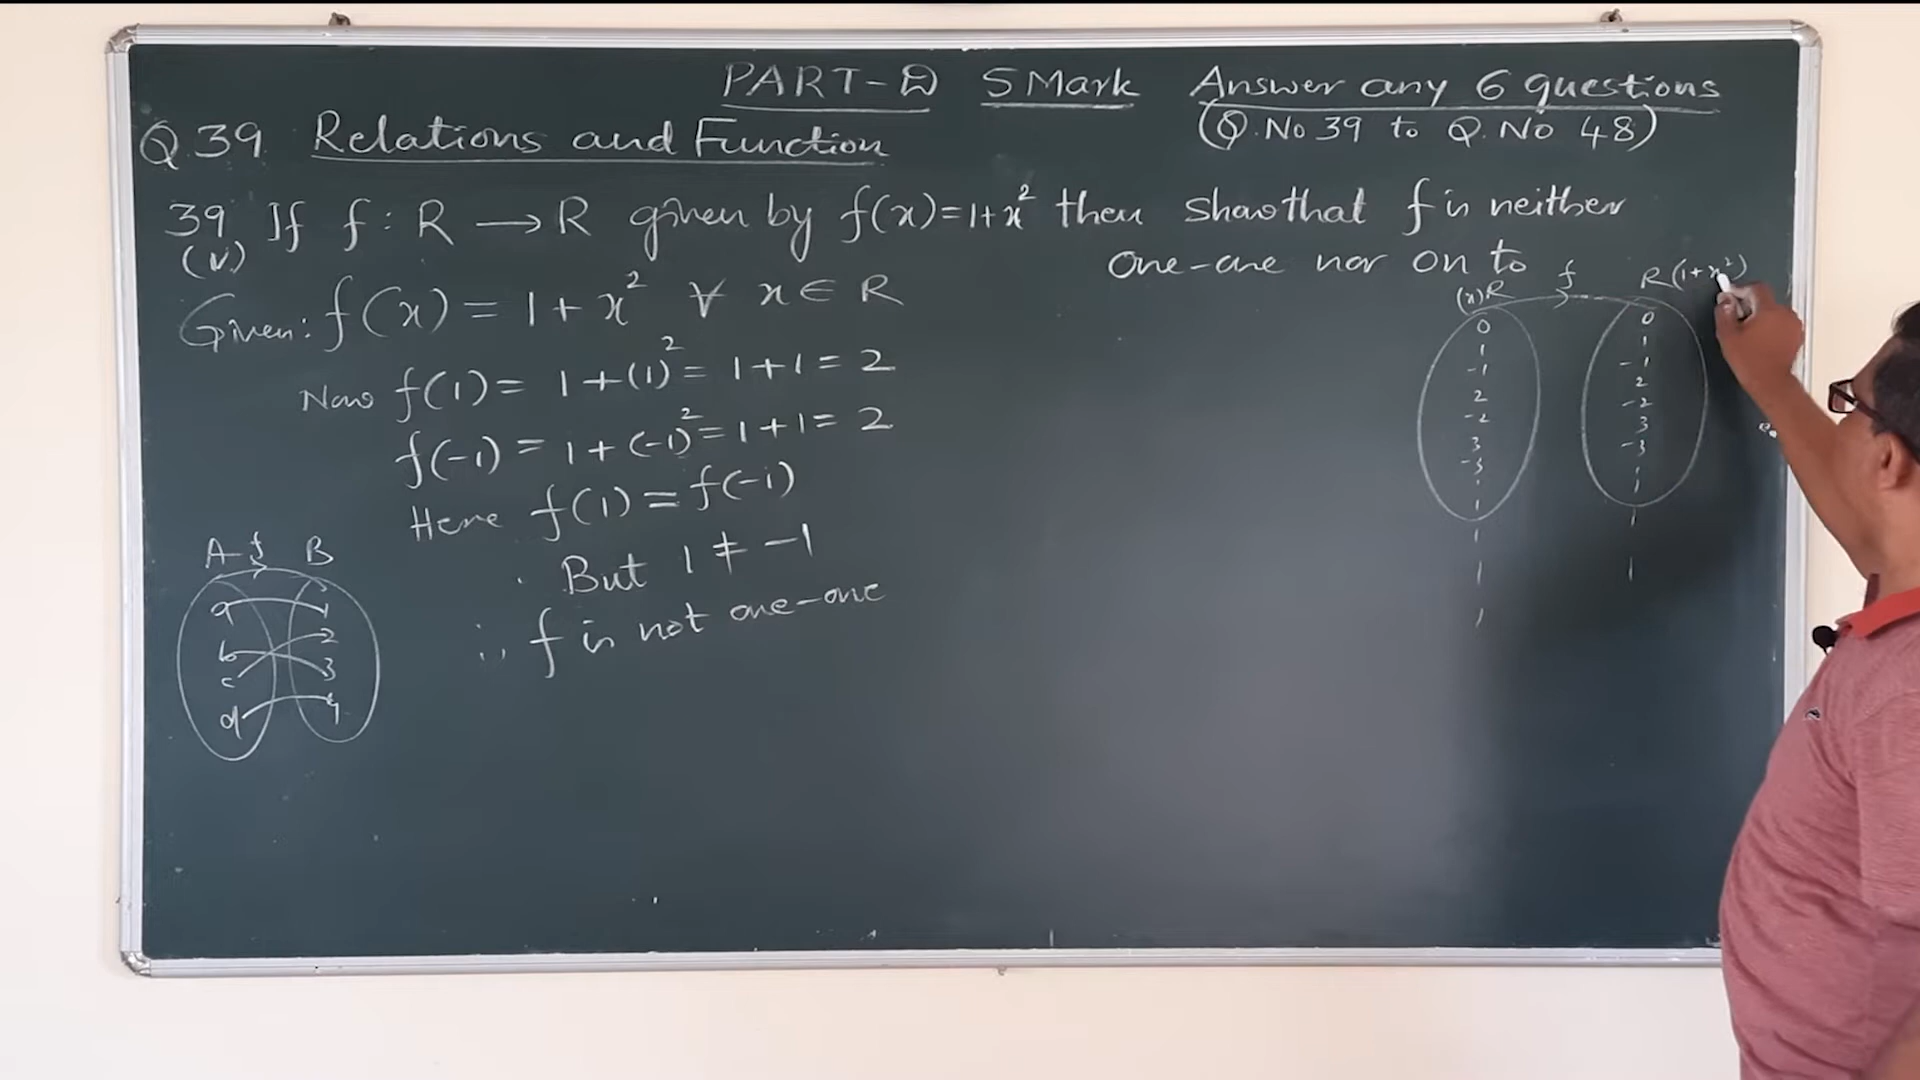 PART-D 5 Mark Answer any 6 questions
(Q.No 39 to Q.No 48)
Q 39 Relations and Function
39 If f : R → R given by f(x)=1+x² then show that f is neither
(v)
one-one nor on to
Given: f(x) = 1 + x² ∀ x ∈ R
Now f(1) = 1+(1)² = 1+1 = 2
f(-1) = 1+(-1)² = 1+1 = 2
Here f(1) = f(-1)
But 1 ≠ -1
∴ f is not one-one
A f B
a 1
b 2
c 3
d 4
(x)R f R(1+x²)
0 0
1 1
-1 -1
2 2
-2 -2
3 3
-3 -3